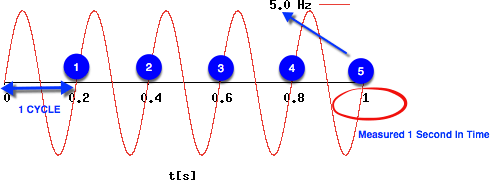 5.0 Hz
1 2 3 4 5
0 0.2 0.4 0.6 0.8 1
1 CYCLE
Measured 1 Second In Time
t[s]